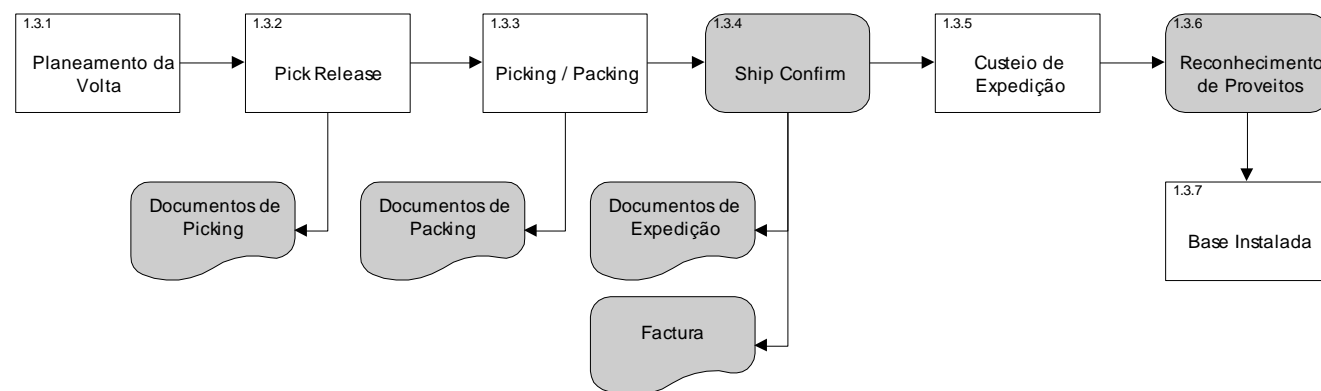 1.3.1
Planeamento da
Volta
1.3.2
Pick Release
1.3.3
Picking / Packing
1.3.4
Ship Confirm
1.3.5
Custeio de
Expedição
1.3.6
Reconhecimento
de Proveitos
Documentos de
Picking
Documentos de
Packing
Documentos de
Expedição
1.3.7
Base Instalada
Factura